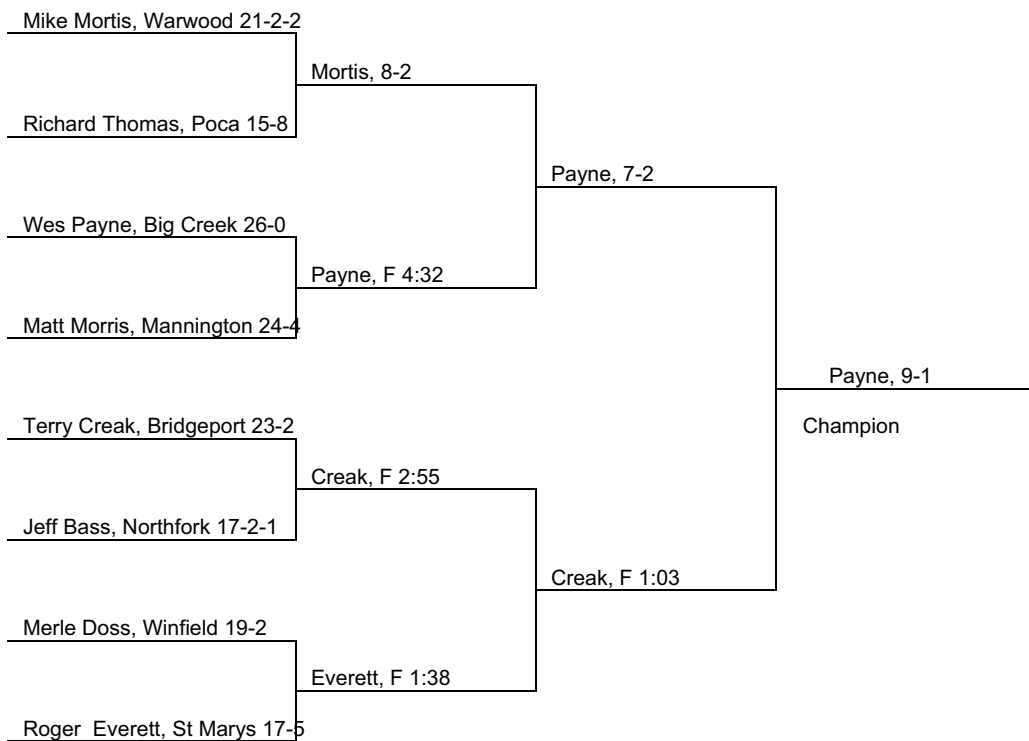 Mike Mortis, Warwood 21-2-2
Mortis, 8-2
Richard Thomas, Poca 15-8
Payne, 7-2
Wes Payne, Big Creek 26-0
Payne, F 4:32
Matt Morris, Mannington 24-4
Payne, 9-1
Terry Creak, Bridgeport 23-2
Champion
Creak, F 2:55
Jeff Bass, Northfork 17-2-1
Creak, F 1:03
Merle Doss, Winfield 19-2
Everett, F 1:38
Roger  Everett, St Marys 17-5